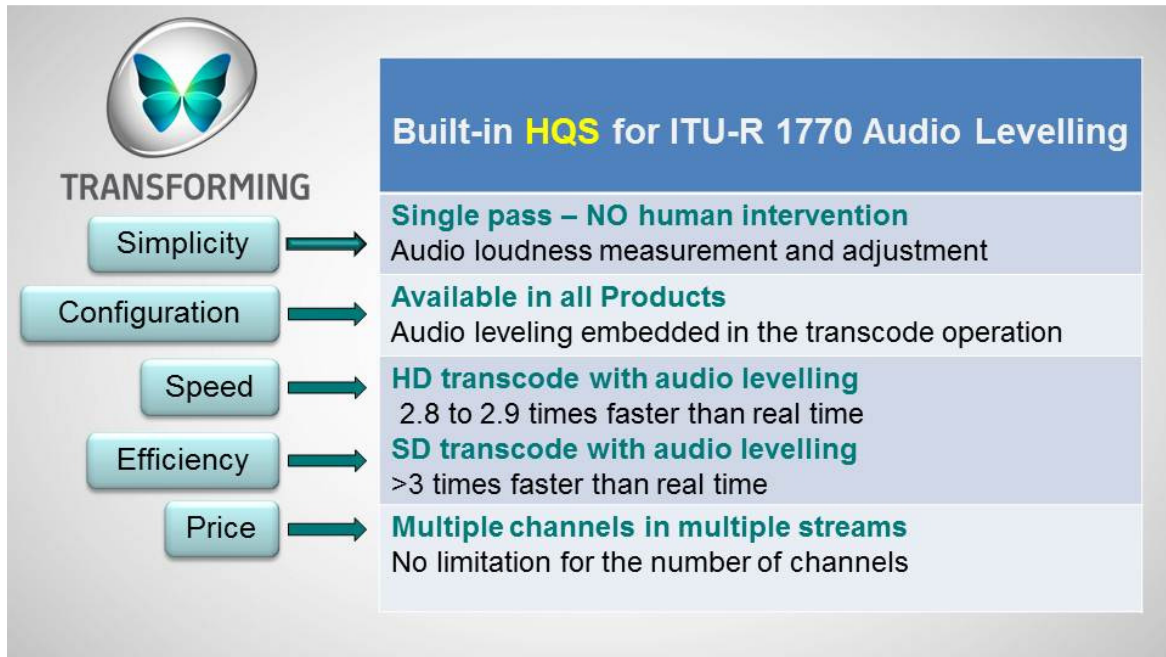 Built-in HQS for ITU-R 1770 Audio Levelling
TRANSFORMING
Simplicity
Single pass – NO human intervention
Audio loudness measurement and adjustment
Configuration
Available in all Products
Audio leveling embedded in the transcode operation
Speed
HD transcode with audio levelling
2.8 to 2.9 times faster than real time
Efficiency
SD transcode with audio levelling
>3 times faster than real time
Price
Multiple channels in multiple streams
No limitation for the number of channels